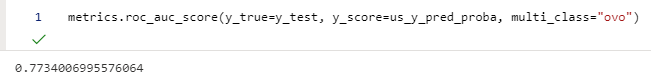 1 metrics.roc_auc_score(y_true=y_test, y_score=us_y_pred_proba, multi_class="ovo")
0.7734006995576064